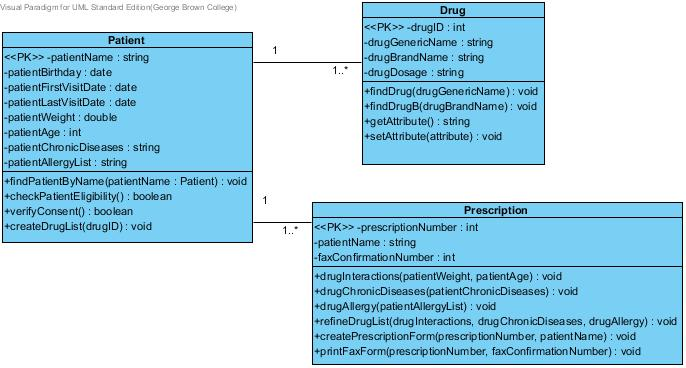 Visual Paradigm for UML Standard Edition(George Brown College)
Patient
<<PK>> -patientName : string
-patientBirthday : date
-patientFirstVisitDate : date
-patientLastVisitDate : date
-patientWeight : double
-patientAge : int
-patientChronicDiseases : string
-patientAllergyList : string
+findPatientByName(patientName : Patient) : void
+checkPatientEligibility() : boolean
+verifyConsent() : boolean
+createDrugList(drugID) : void
1
1..*
Drug
<<PK>> -drugID : int
-drugGenericName : string
-drugBrandName : string
-drugDosage : string
+findDrug(drugGenericName) : void
+findDrugB(drugBrandName) : void
+getAttribute() : string
+setAttribute(attribute) : void
1
1..*
Prescription
<<PK>> -prescriptionNumber : int
-patientName : string
-faxConfirmationNumber : int
+drugInteractions(patientWeight, patientAge) : void
+drugChronicDiseases(patientChronicDiseases) : void
+drugAllergy(patientAllergyList) : void
+refineDrugList(drugInteractions, drugChronicDiseases, drugAllergy) : void
+createPrescriptionForm(prescriptionNumber, patientName) : void
+printFaxForm(prescriptionNumber, faxConfirmationNumber) : void